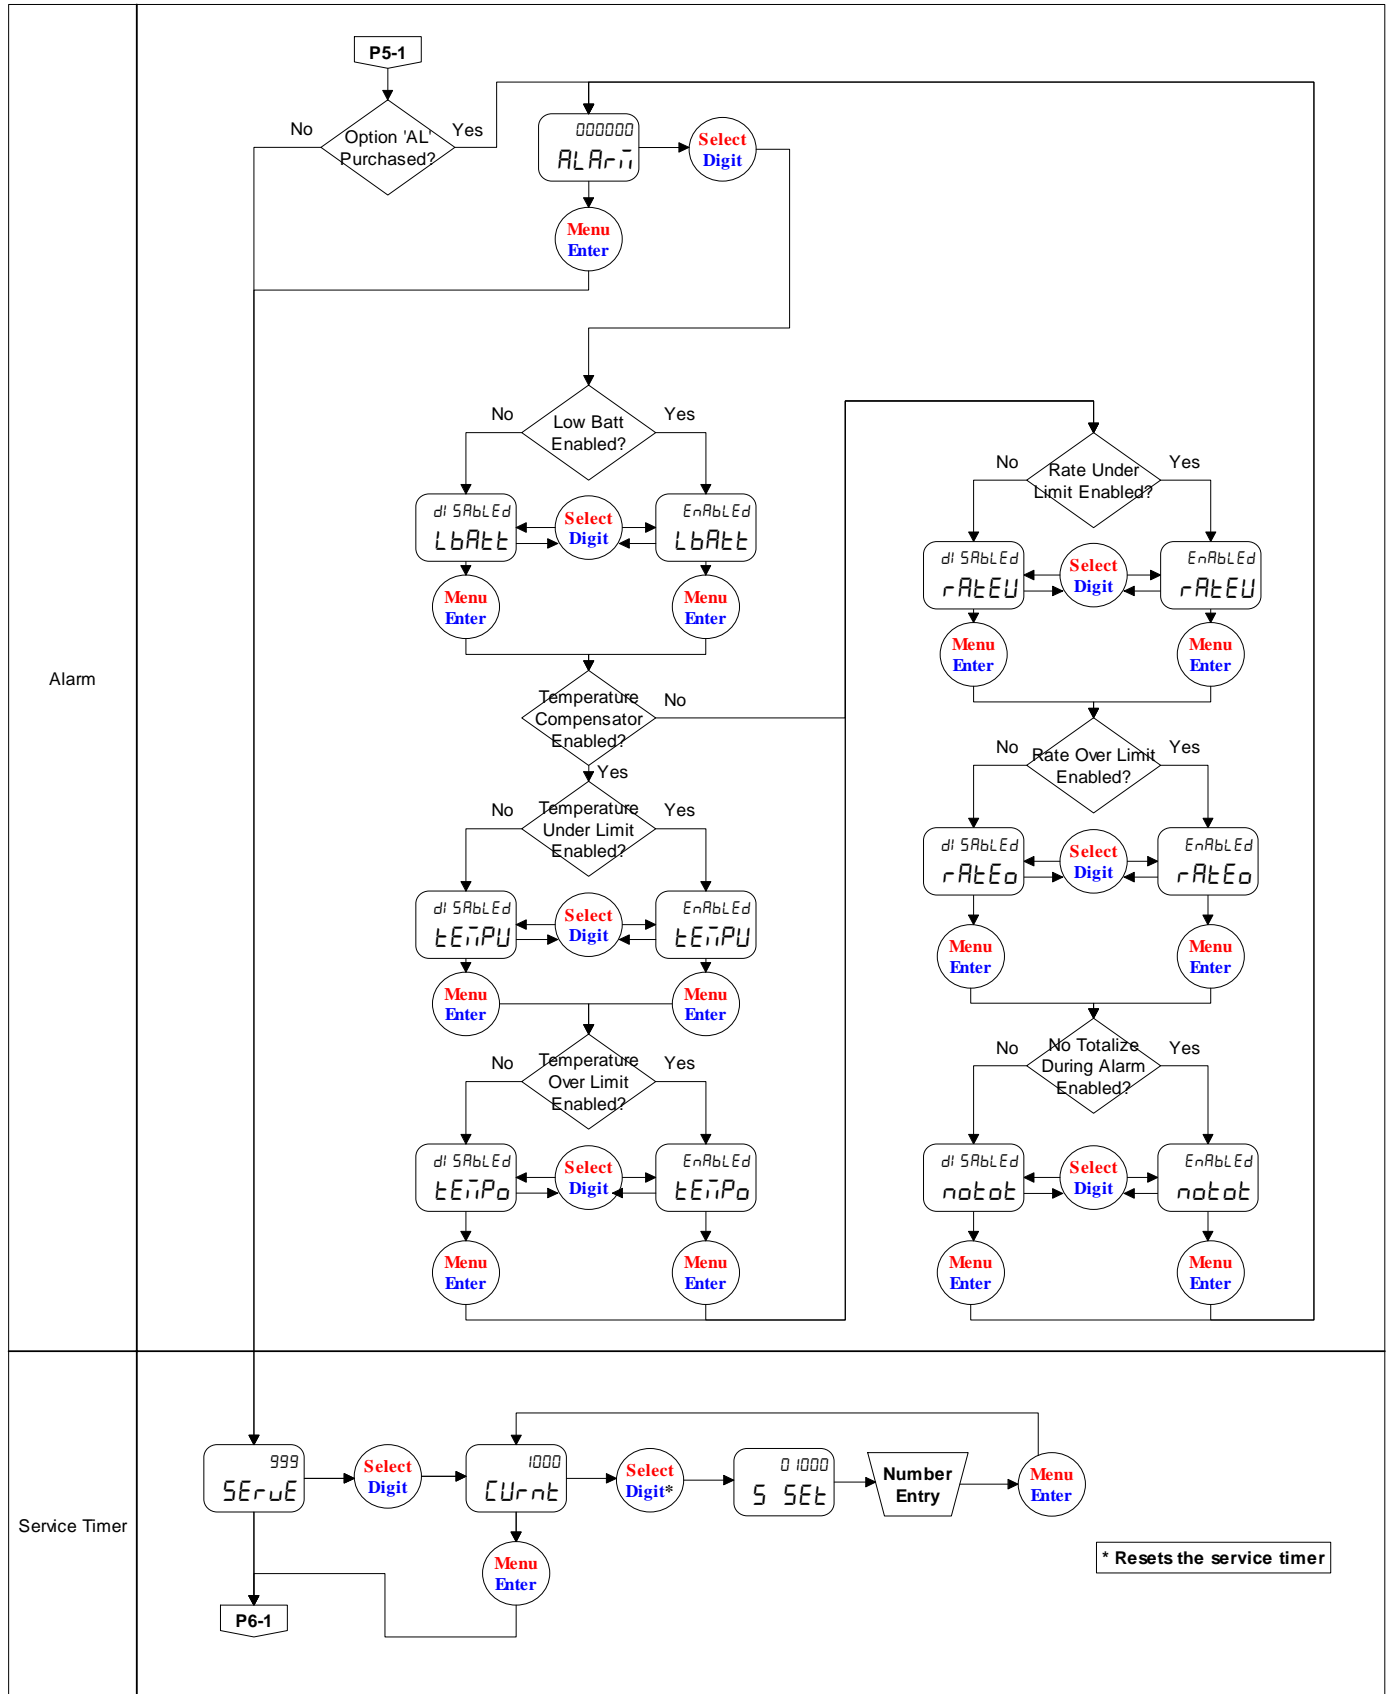 P5-1
No
Option 'AL'
Purchased?
Yes
000000
ALArm
Select
Digit
Menu
Enter
No
Low Batt
Enabled?
Yes
dISAbLEd
LbAtt
Select
Digit
EnAbLEd
LbAtt
Menu
Enter
Menu
Enter
Temperature
Compensator
Enabled?
No
Yes
No
Temperature
Under Limit
Enabled?
Yes
dISAbLEd
tEmPU
Select
Digit
EnAbLEd
tEmPU
Menu
Enter
Menu
Enter
No
Temperature
Over Limit
Enabled?
Yes
dISAbLEd
tEmPo
Select
Digit
EnAbLEd
tEmPo
Menu
Enter
Menu
Enter
No
Rate Under
Limit Enabled?
Yes
dISAbLEd
rAtEU
Select
Digit
EnAbLEd
rAtEU
Menu
Enter
Menu
Enter
No
Rate Over Limit
Enabled?
Yes
dISAbLEd
rAtEo
Select
Digit
EnAbLEd
rAtEo
Menu
Enter
Menu
Enter
No
No Totalize
During Alarm
Enabled?
Yes
dISAbLEd
notot
Select
Digit
EnAbLEd
notot
Menu
Enter
Menu
Enter
Alarm
999
SErvE
Select
Digit
1000
CUrnt
Select
Digit*
01000
S SEt
Number
Entry
Menu
Enter
Menu
Enter
P6-1
* Resets the service timer
Service Timer